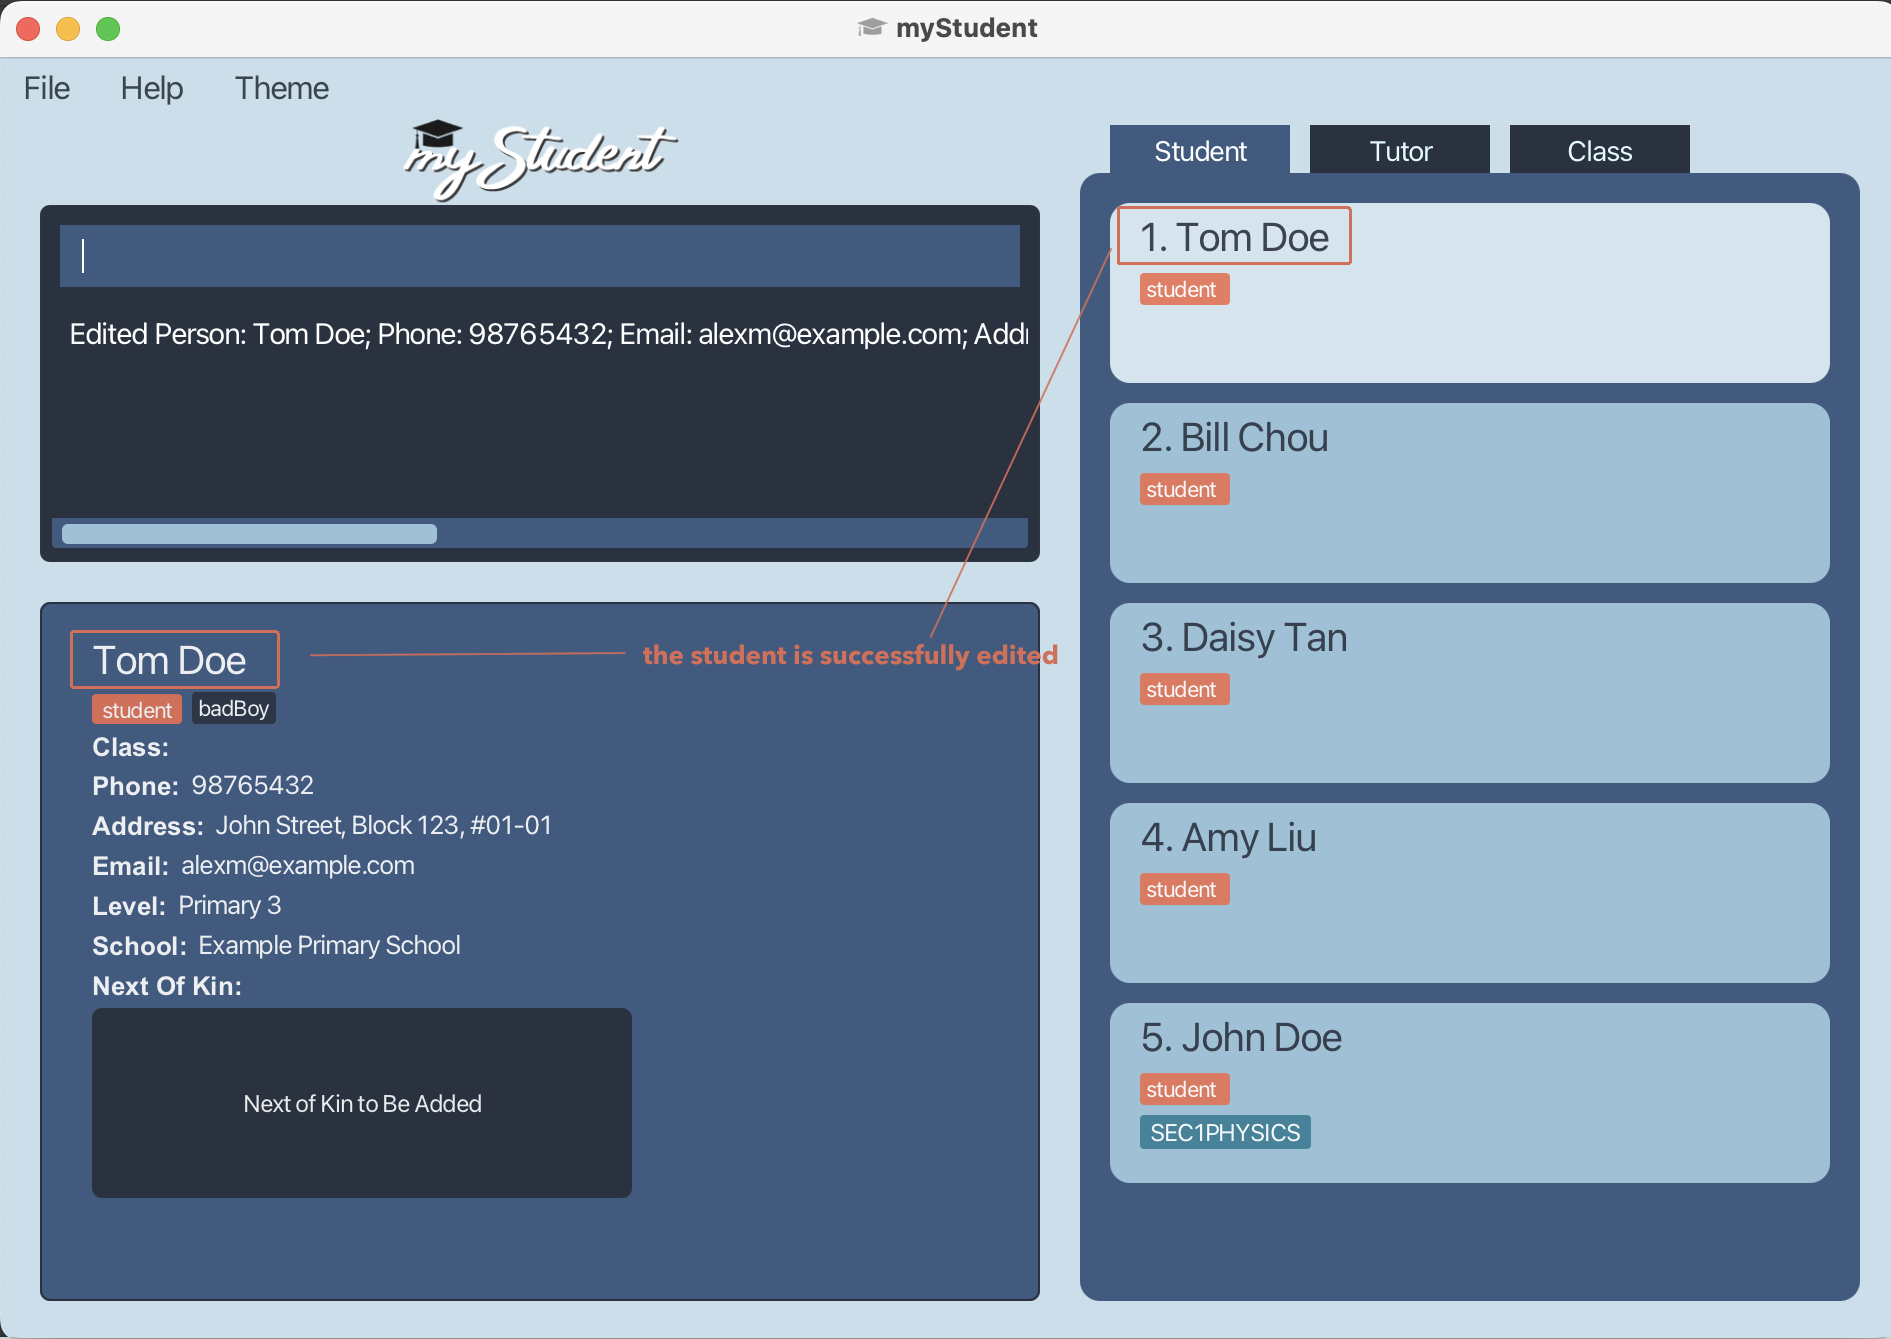 myStudent
File Help Theme
myStudent
Student Tutor Class
Edited Person: Tom Doe; Phone: 98765432; Email: alexm@example.com; Addr
Tom Doe
student badBoy
Class:
Phone: 98765432
Address: John Street, Block 123, #01-01
Email: alexm@example.com
Level: Primary 3
School: Example Primary School
Next Of Kin:
Next of Kin to Be Added
the student is successfully edited
1. Tom Doe
student
2. Bill Chou
student
3. Daisy Tan
student
4. Amy Liu
student
5. John Doe
student
SEC1PHYSICS